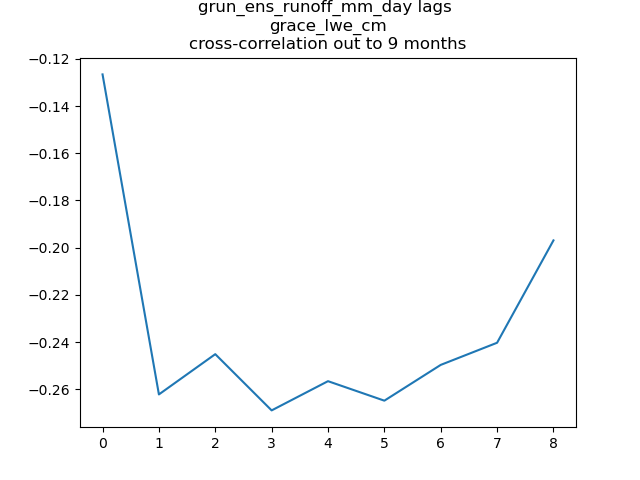 grun_ens_runoff_mm_day lags
grace_lwe_cm
cross-correlation out to 9 months
−0.12
−0.14
−0.16
−0.18
−0.20
−0.22
−0.24
−0.26
0 1 2 3 4 5 6 7 8